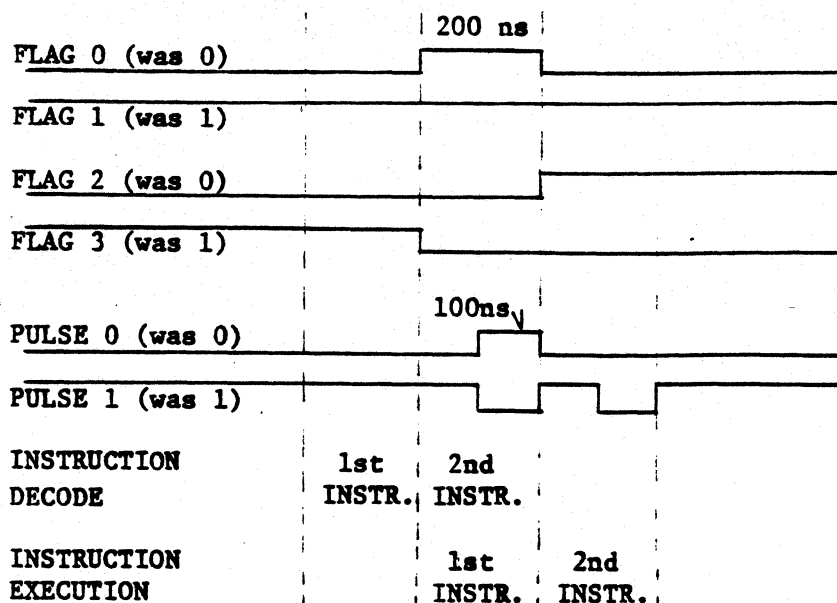 200 ns
FLAG 0 (was 0)
FLAG 1 (was 1)
FLAG 2 (was 0)
FLAG 3 (was 1)
100ns
PULSE 0 (was 0)
PULSE 1 (was 1)
INSTRUCTION 1st 2nd
DECODE INSTR. INSTR.
INSTRUCTION 1st 2nd
EXECUTION INSTR. INSTR.